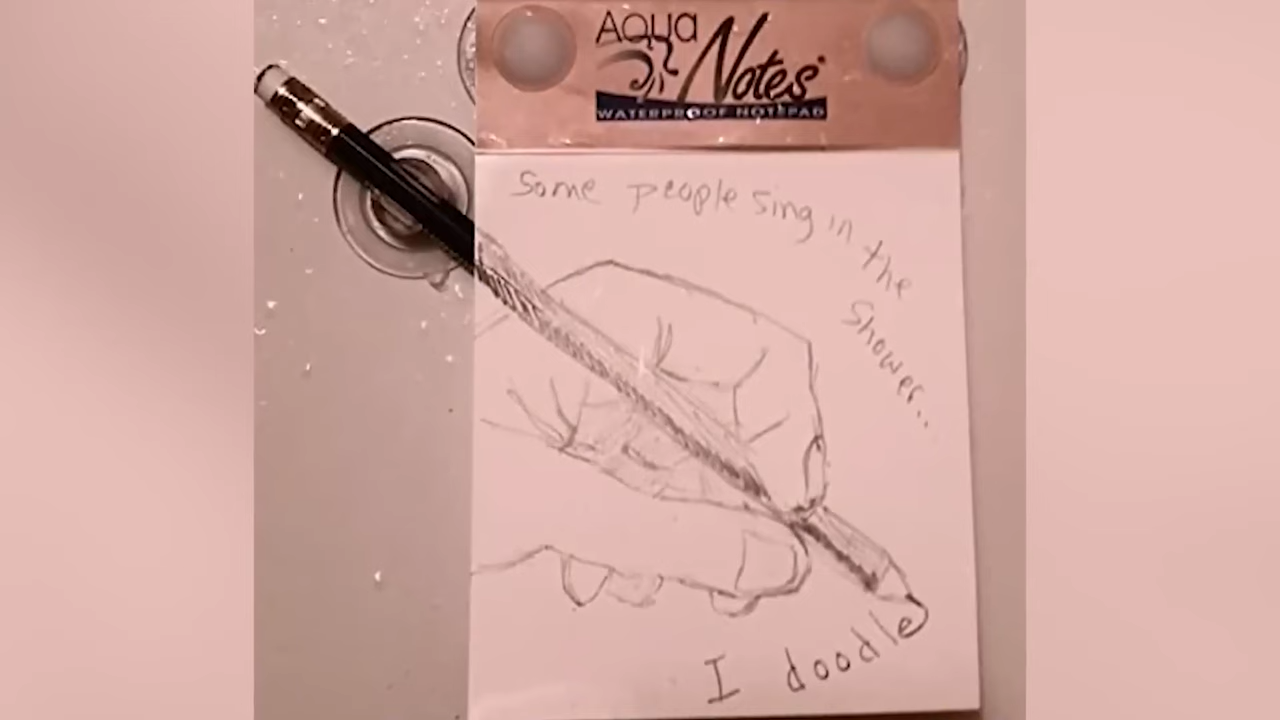 AQUA
Notes
WATERPROOF NOTEPAD
Some people sing in the shower..
I doodle